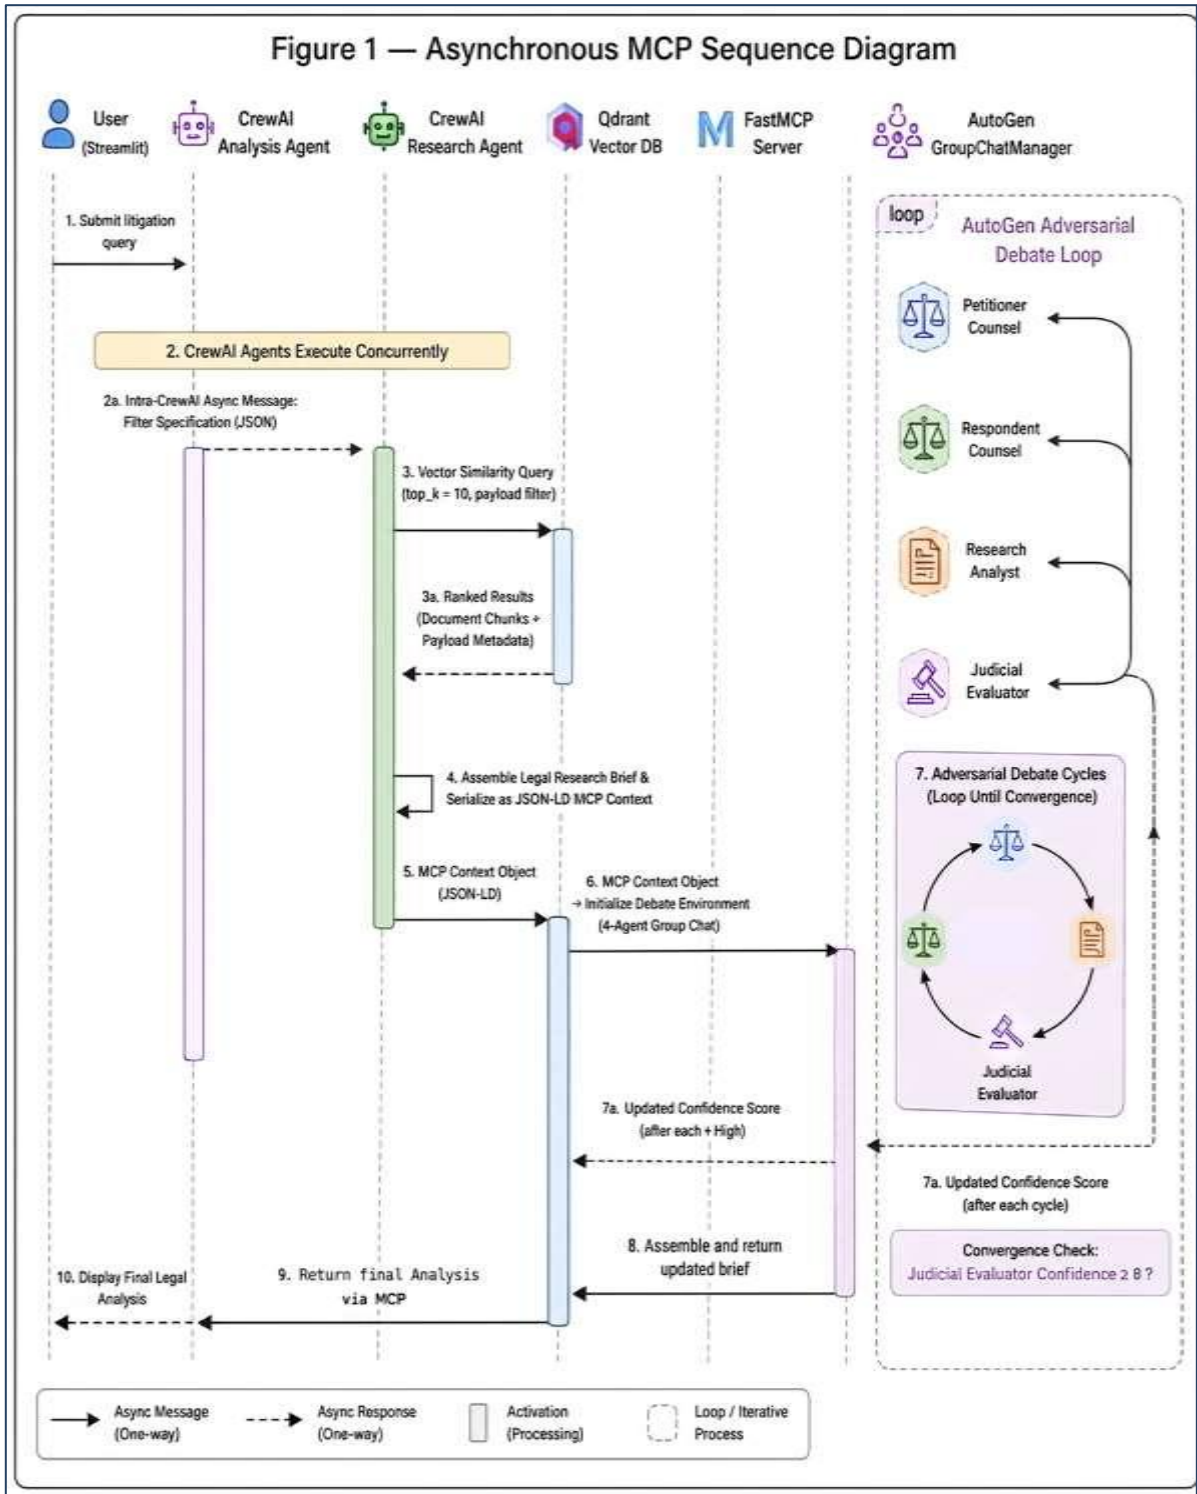 Figure 1 — Asynchronous MCP Sequence Diagram
User
(Streamlit)
CrewAI
Analysis Agent
CrewAI
Research Agent
Qdrant
Vector DB
M
FastMCP
Server
AutoGen
GroupChatManager
1. Submit litigation
query
2. CrewAI Agents Execute Concurrently
2a. Intra-CrewAI Async Message:
Filter Specification (JSON)
3. Vector Similarity Query
(top_k = 10, payload filter)
3a. Ranked Results
(Document Chunks +
Payload Metadata)
4. Assemble Legal Research Brief &
Serialize as JSON-LD MCP Context
5. MCP Context Object
(JSON-LD)
6. MCP Context Object
→ Initialize Debate Environment
(4-Agent Group Chat)
7a. Updated Confidence Score
(after each + High)
8. Assemble and return
updated brief
9. Return final Analysis
via MCP
10. Display Final Legal
Analysis
loop
AutoGen Adversarial
Debate Loop
Petitioner
Counsel
Respondent
Counsel
Research
Analyst
Judicial
Evaluator
7. Adversarial Debate Cycles
(Loop Until Convergence)
Judicial
Evaluator
7a. Updated Confidence Score
(after each cycle)
Convergence Check:
Judicial Evaluator Confidence 2 8 ?
Async Message
(One-way)
Async Response
(One-way)
Activation
(Processing)
Loop / Iterative
Process